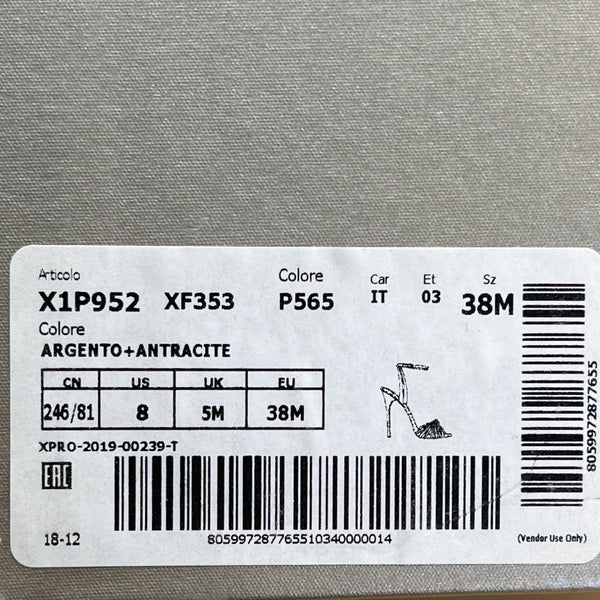 Articolo Colore Car Et Sz
X1P952 XF353 P565 IT 03 38M
Colore
ARGENTO+ANTRACITE
CN US UK EU
246/81 8 5M 38M
XPRO-2019-00239-T
EAC
18-12
805997287765510340000014
(Vendor Use Only)
8059972877655